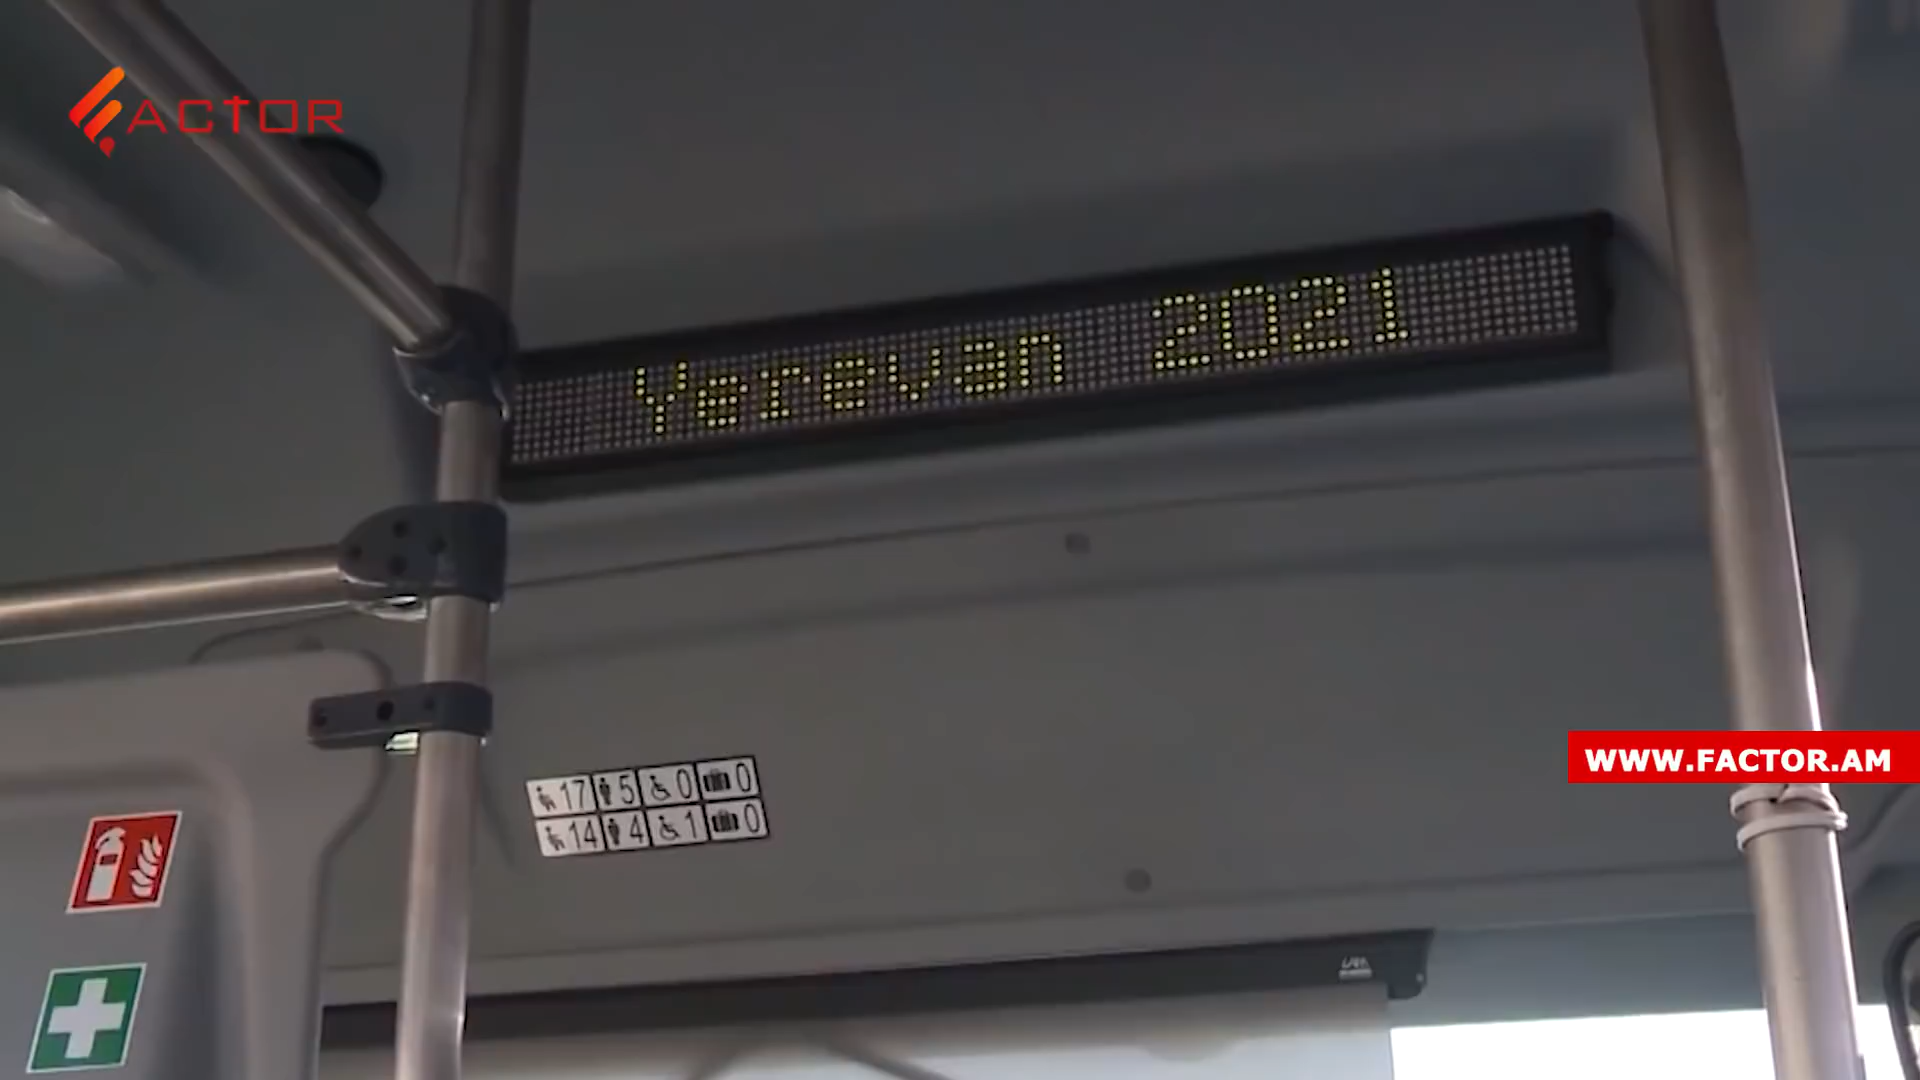 FACTOR
Yerevan 2021
WWW.FACTOR.AM
17 5 0 0
14 4 1 0